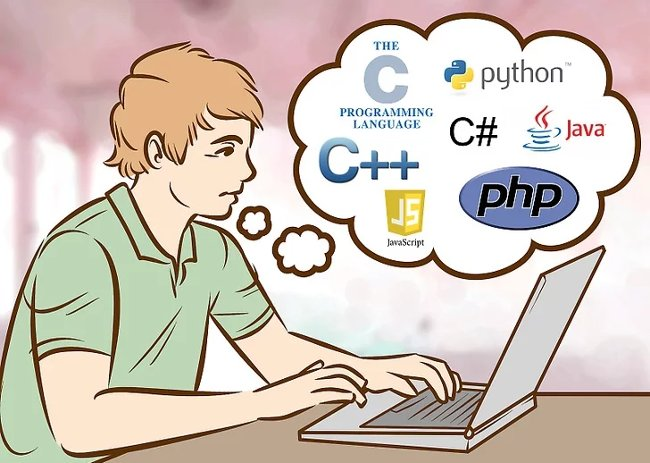 THE
C
PROGRAMMING
LANGUAGE
python™
C++
C#
Java
JS
JavaScript
php